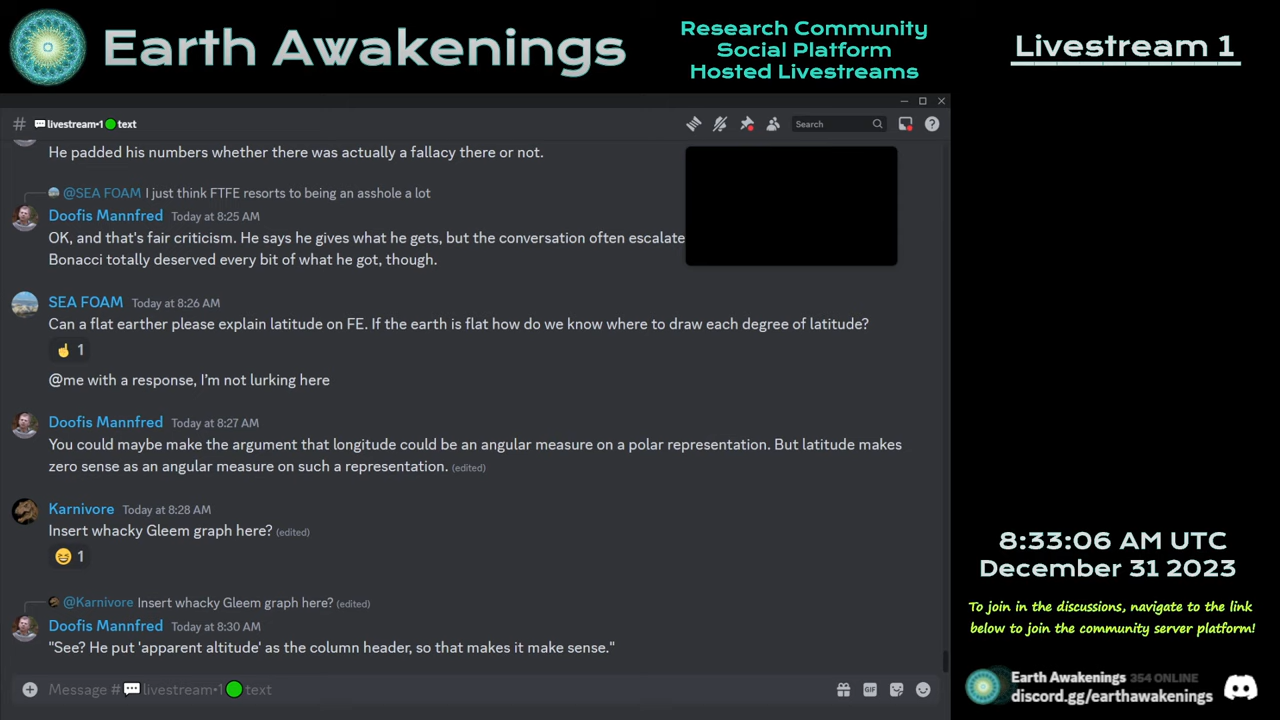 Earth Awakenings
Research Community
Social Platform
Hosted Livestreams
Livestream 1
# 💬livestream•1🟢text
Search
He padded his numbers whether there was actually a fallacy there or not.
@SEA FOAM I just think FTFE resorts to being an asshole a lot
Doofis Mannfred Today at 8:25 AM
OK, and that's fair criticism. He says he gives what he gets, but the conversation often escalate
Bonacci totally deserved every bit of what he got, though.
SEA FOAM Today at 8:26 AM
Can a flat earther please explain latitude on FE. If the earth is flat how do we know where to draw each degree of latitude?
☝ 1
@me with a response, I'm not lurking here
Doofis Mannfred Today at 8:27 AM
You could maybe make the argument that longitude could be an angular measure on a polar representation. But latitude makes
zero sense as an angular measure on such a representation. (edited)
Karnivore Today at 8:28 AM
Insert whacky Gleem graph here? (edited)
😆 1
@Karnivore Insert whacky Gleem graph here? (edited)
Doofis Mannfred Today at 8:30 AM
"See? He put 'apparent altitude' as the column header, so that makes it make sense."
Message #💬livestream•1🟢text
GIF
8:33:06 AM UTC
December 31 2023
To join in the discussions, navigate to the link
below to join the community server platform!
Earth Awakenings 354 ONLINE
discord.gg/earthawakenings